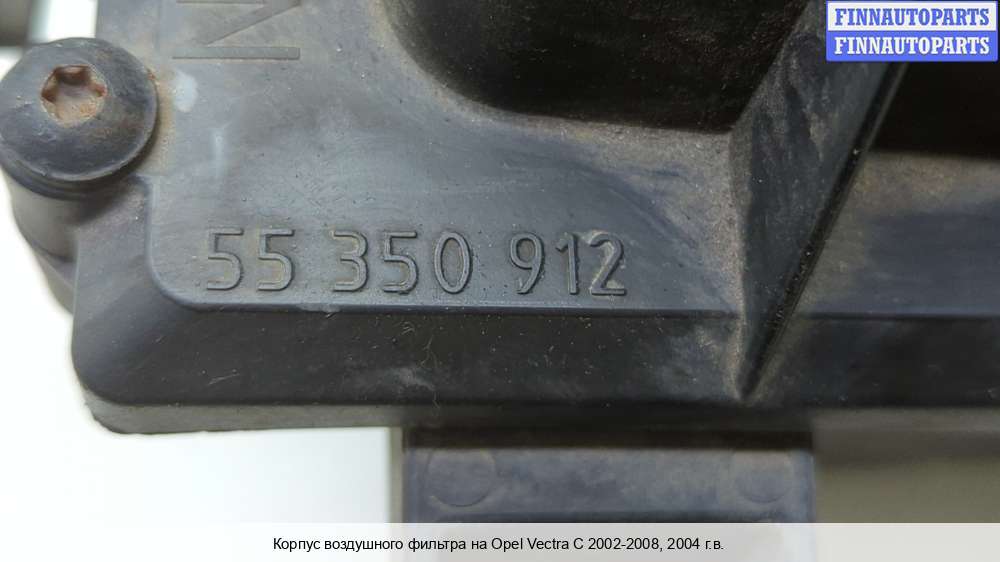 FINNAUTOPARTS
FINNAUTOPARTS
55 350 912
Корпус воздушного фильтра на Opel Vectra C 2002-2008, 2004 г.в.